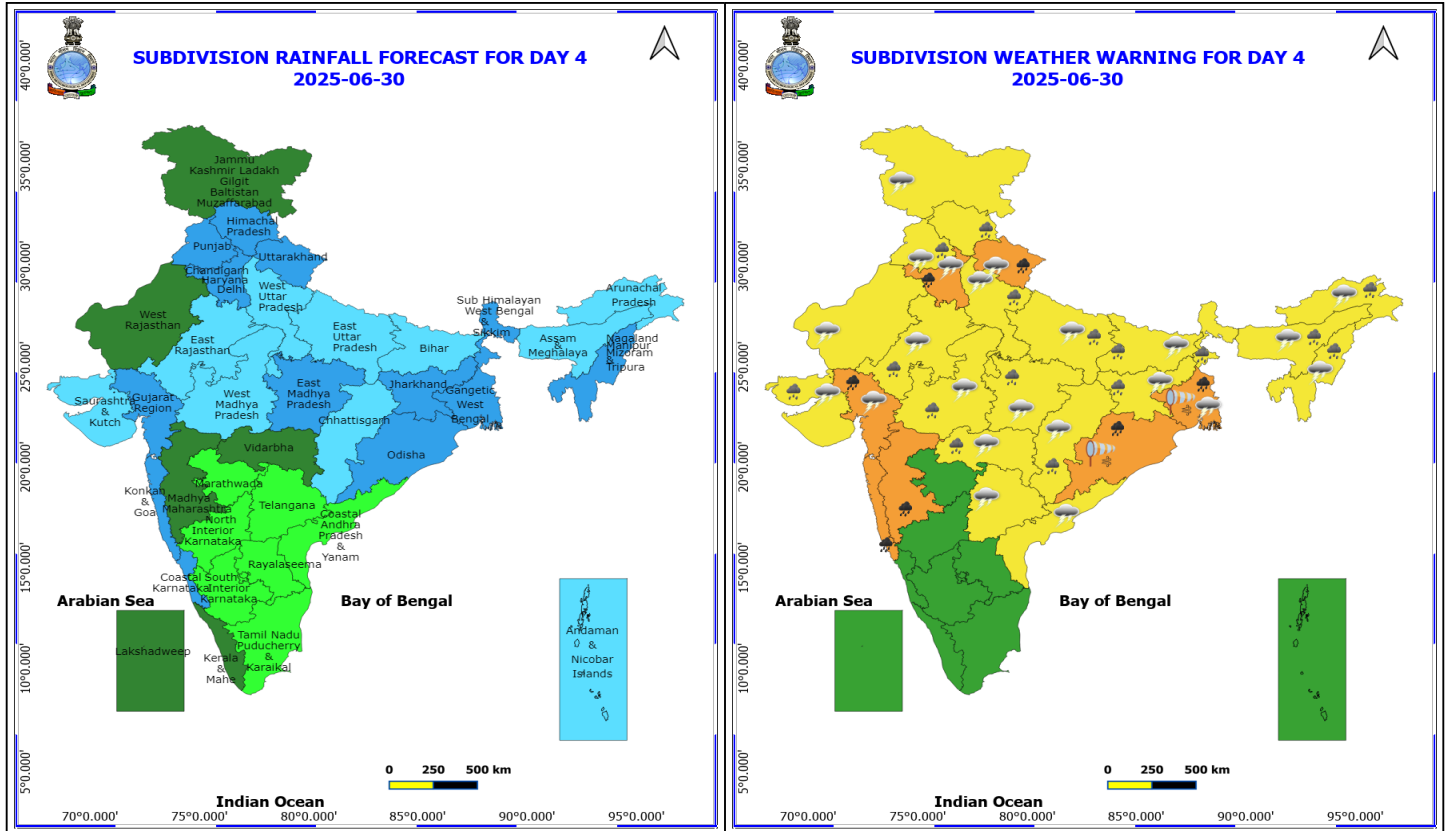 SUBDIVISION RAINFALL FORECAST FOR DAY 4
2025-06-30
40°0.000'
35°0.000'
30°0.000'
25°0.000'
20°0.000'
15°0.000'
10°0.000'
5°0.000'
Jammu
Kashmir Ladakh
Gilgit
Baltistan
Muzaffarabad
Himachal
Pradesh
Punjab
Uttarakhand
Chandigarh
Haryana
Delhi
West
Uttar
Pradesh
West
Rajasthan
East
Rajasthan
East
Uttar
Pradesh
Bihar
Sub Himalayan
West Bengal
&
Sikkim
Arunachal
Pradesh
Assam
&
Meghalaya
Nagaland
Manipur
Mizoram
&
Tripura
Saurashtra
&
Kutch
Gujarat
Region
West
Madhya
Pradesh
East
Madhya
Pradesh
Jharkhand
Gangetic
West
Bengal
Chhattisgarh
Odisha
Vidarbha
Konkan
&
Goa
Madhya
Maharashtra
Marathwada
Telangana
North
Interior
Karnataka
Coastal
Andhra
Pradesh
&
Yanam
Rayalaseema
Coastal
Karnataka
South
Interior
Karnataka
Arabian Sea
Bay of Bengal
Lakshadweep
Kerala
&
Mahe
Tamil Nadu
Puducherry
&
Karaikal
Andaman
&
Nicobar
Islands
0 250 500 km
Indian Ocean
70°0.000' 75°0.000' 80°0.000' 85°0.000' 90°0.000' 95°0.000'
SUBDIVISION WEATHER WARNING FOR DAY 4
2025-06-30
40°0.000'
35°0.000'
30°0.000'
25°0.000'
20°0.000'
15°0.000'
10°0.000'
5°0.000'
Arabian Sea
Bay of Bengal
0 250 500 km
Indian Ocean
70°0.000' 75°0.000' 80°0.000' 85°0.000' 90°0.000' 95°0.000'